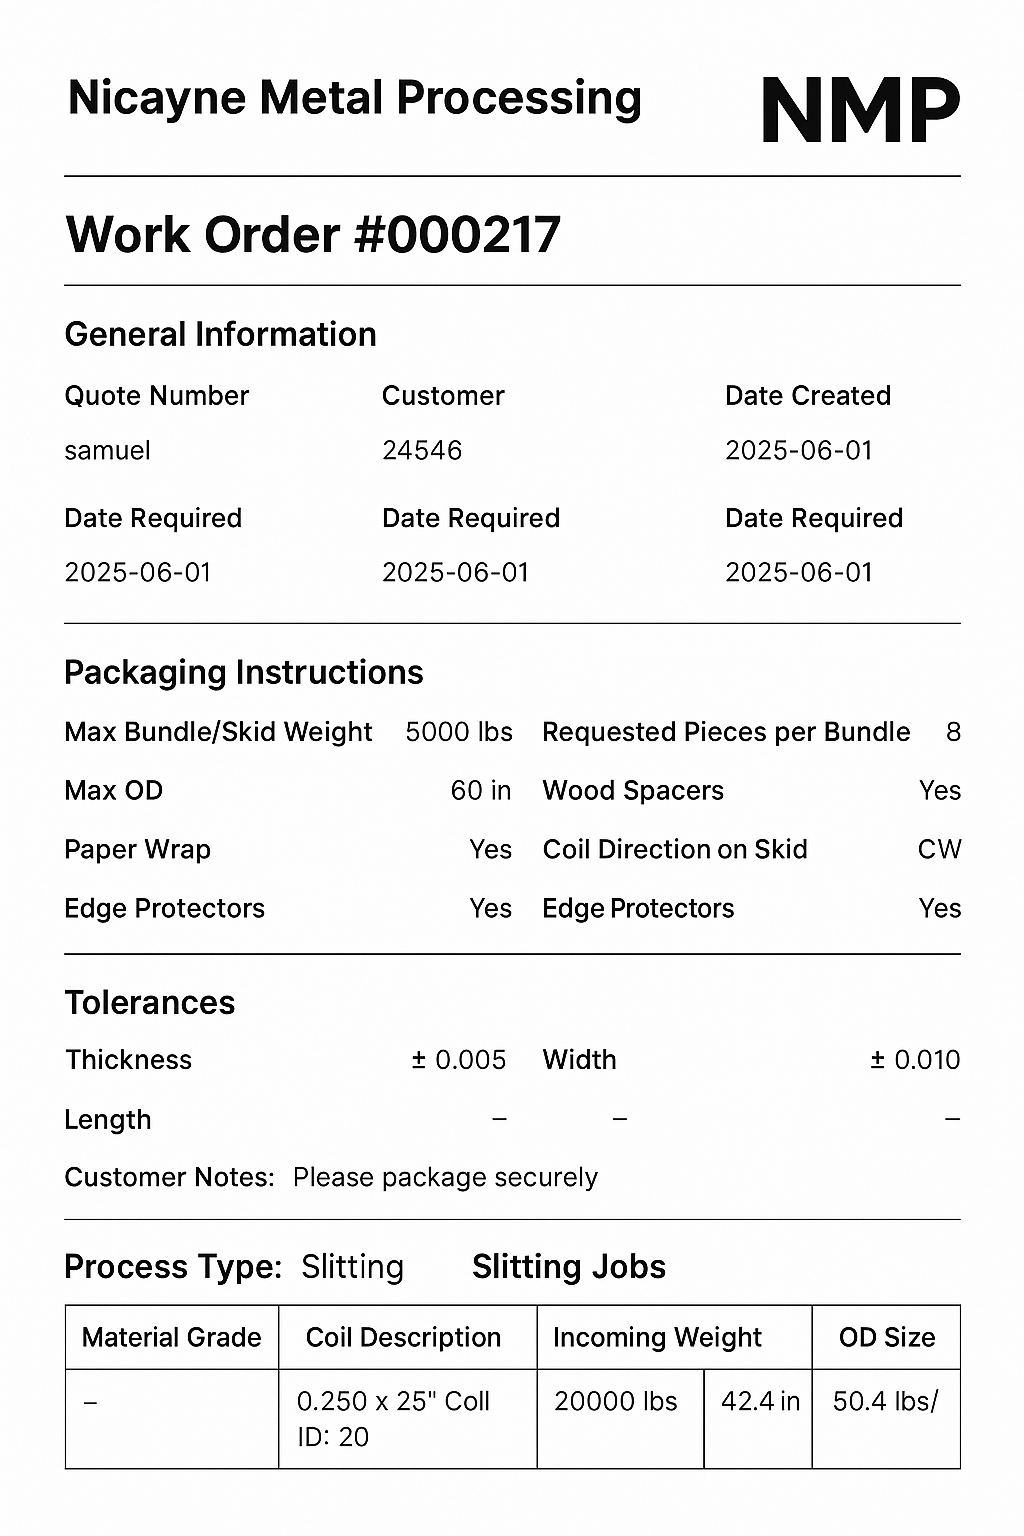 Nicayne Metal Processing NMP
Work Order #000217
General Information
Quote Number Customer Date Created
samuel 24546 2025-06-01
Date Required Date Required Date Required
2025-06-01 2025-06-01 2025-06-01
Packaging Instructions
Max Bundle/Skid Weight 5000 lbs Requested Pieces per Bundle 8
Max OD 60 in Wood Spacers Yes
Paper Wrap Yes Coil Direction on Skid CW
Edge Protectors Yes Edge Protectors Yes
Tolerances
Thickness ± 0.005 Width ± 0.010
Length – – –
Customer Notes: Please package securely
Process Type: Slitting Slitting Jobs
Material Grade Coil Description Incoming Weight OD Size
– 0.250 x 25" Coll 20000 lbs 42.4 in 50.4 lbs/
ID: 20